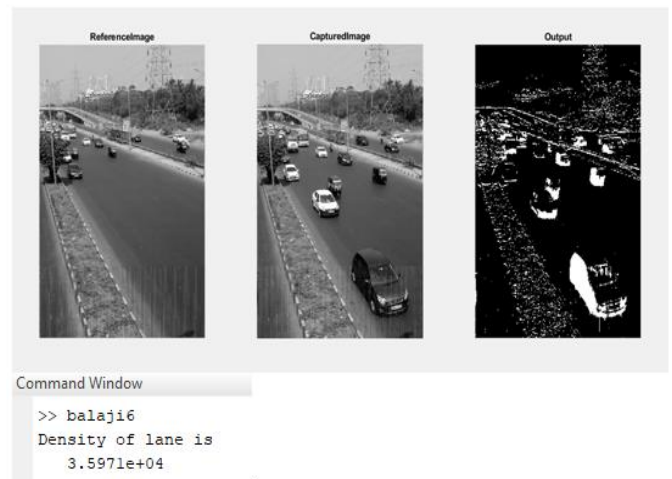 ReferenceImage
CapturedImage
Output
Command Window
>> balaji6
Density of lane is
3.5971e+04